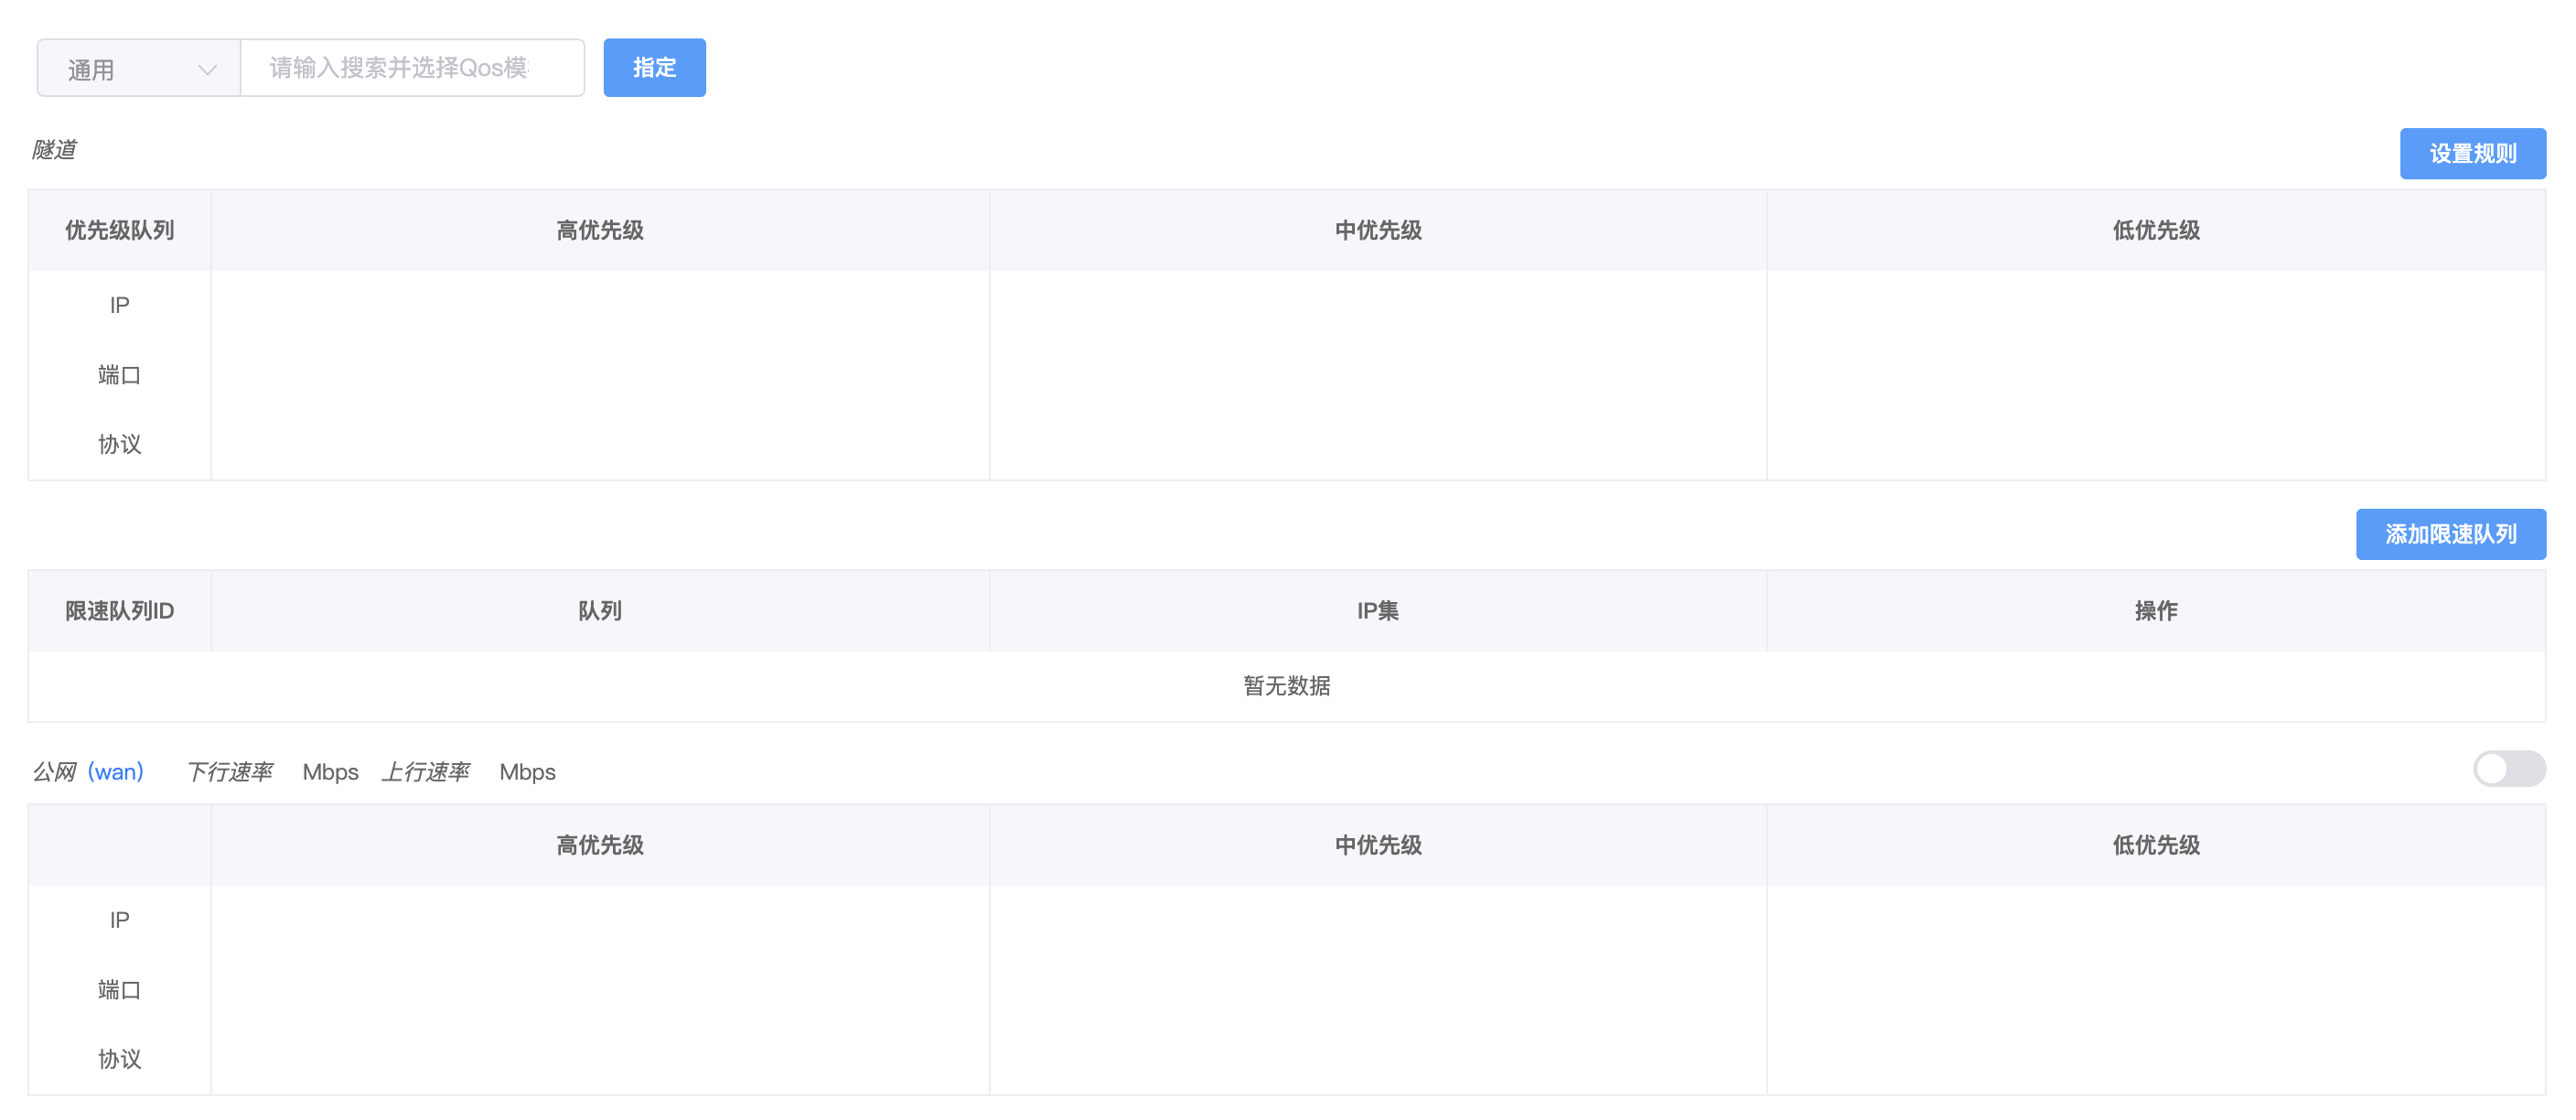 通用 请输入搜索并选择Qos模 指定
隧道 设置规则
优先级队列 高优先级 中优先级 低优先级
IP
端口
协议
添加限速队列
限速队列ID 队列 IP集 操作
暂无数据
公网 (wan) 下行速率 Mbps 上行速率 Mbps
高优先级 中优先级 低优先级
IP
端口
协议